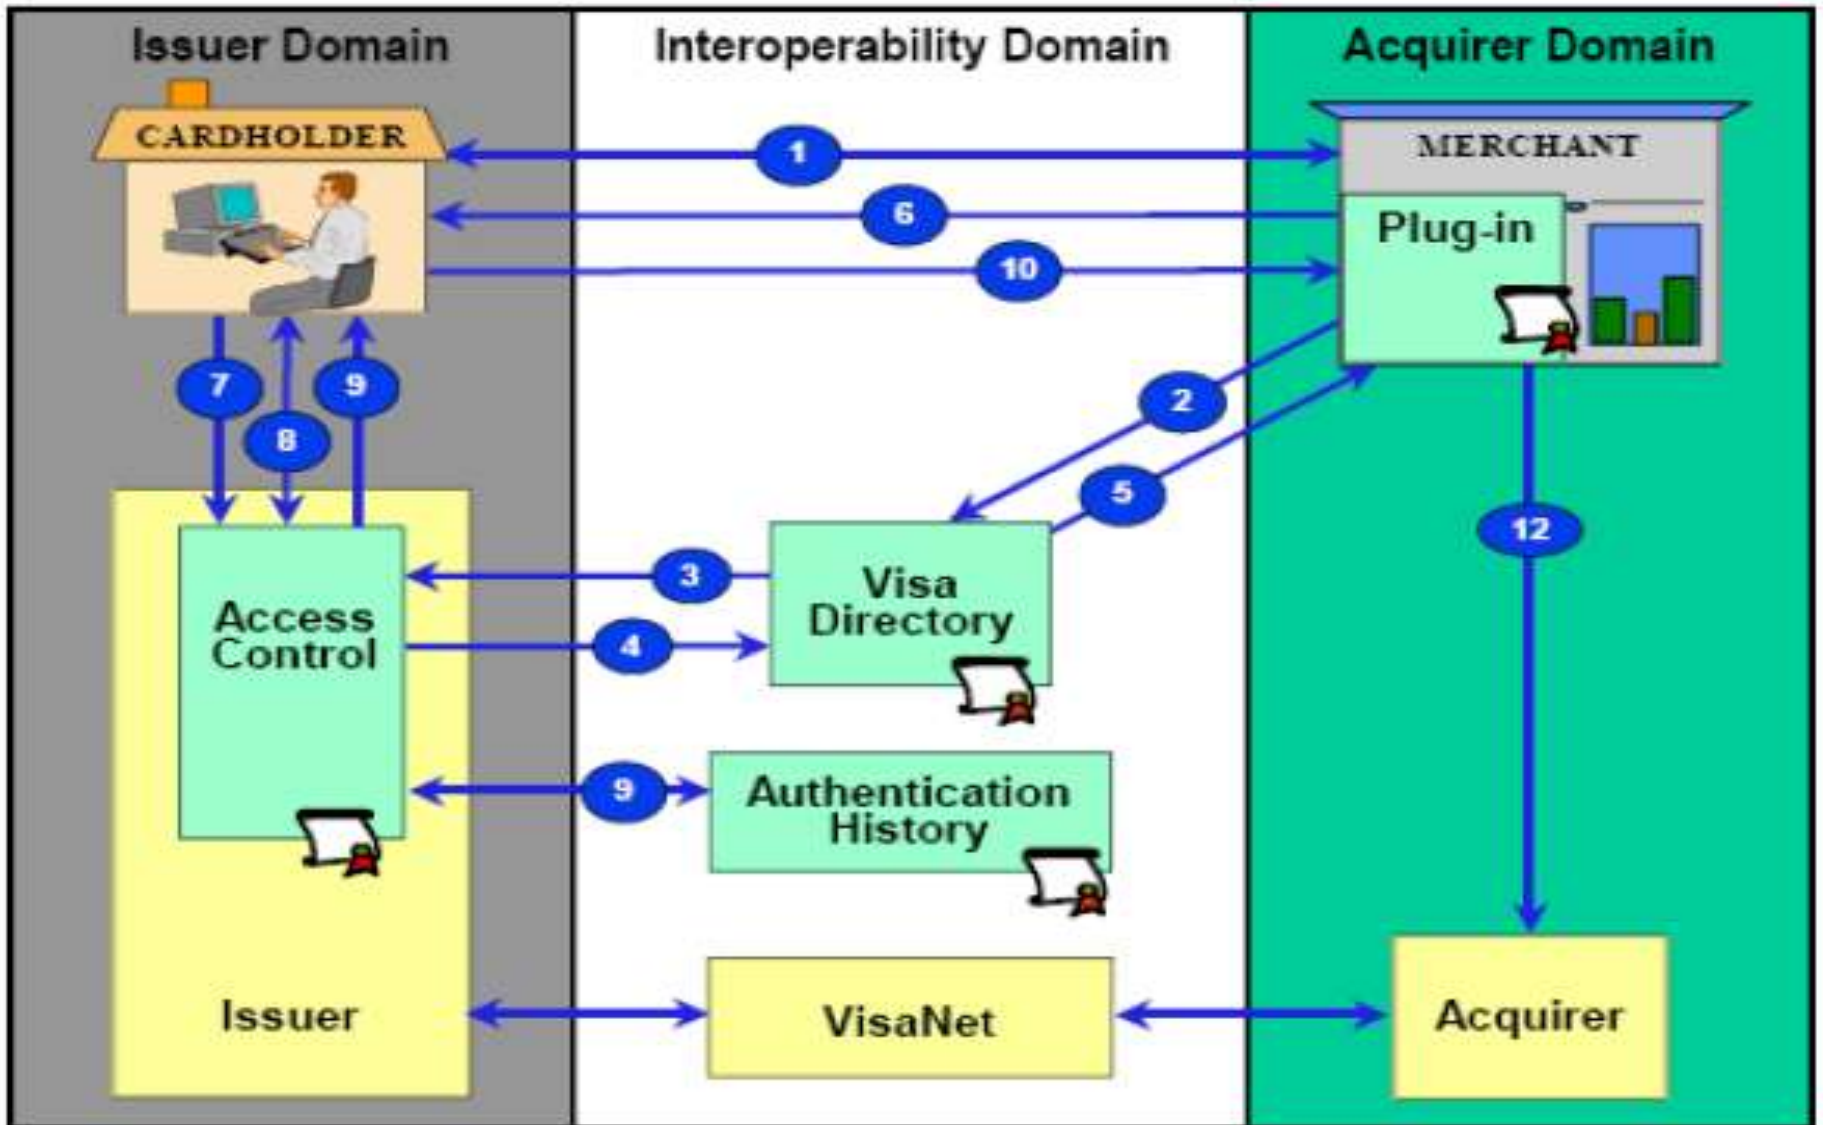 Issuer Domain
Interoperability Domain
Acquirer Domain
CARDHOLDER
MERCHANT
1
6
Plug-in
10
7
9
8
2
5
12
3
Visa
Directory
Access
Control
4
9
Authentication
History
Issuer
VisaNet
Acquirer